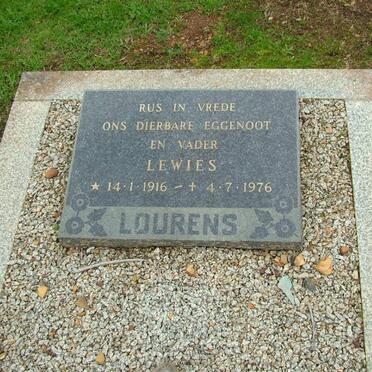 RUS IN VREDE
ONS DIERBARE EGGENOOT
EN VADER
LEWIES
★ 14·1·1916 – ✝ 4·7·1976
LOURENS